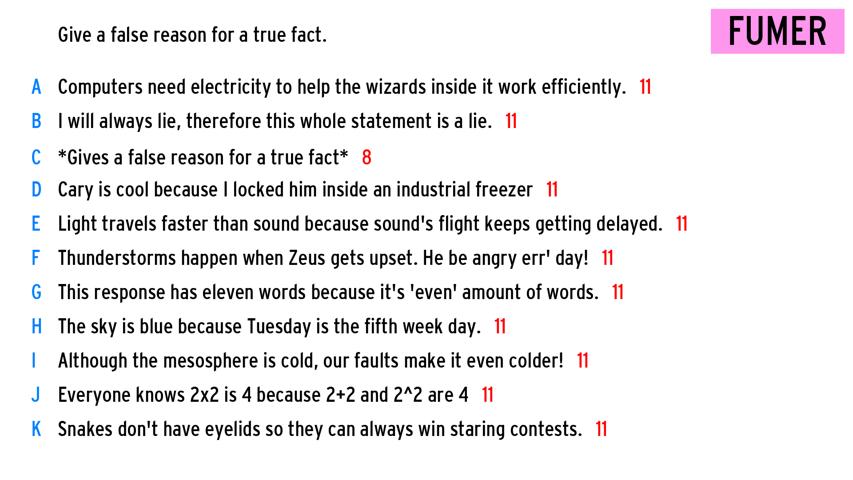 Give a false reason for a true fact.
FUMER
A Computers need electricity to help the wizards inside it work efficiently. 11
B I will always lie, therefore this whole statement is a lie. 11
C *Gives a false reason for a true fact* 8
D Cary is cool because I locked him inside an industrial freezer 11
E Light travels faster than sound because sound's flight keeps getting delayed. 11
F Thunderstorms happen when Zeus gets upset. He be angry err' day! 11
G This response has eleven words because it's 'even' amount of words. 11
H The sky is blue because Tuesday is the fifth week day. 11
I Although the mesosphere is cold, our faults make it even colder! 11
J Everyone knows 2x2 is 4 because 2+2 and 2^2 are 4 11
K Snakes don't have eyelids so they can always win staring contests. 11